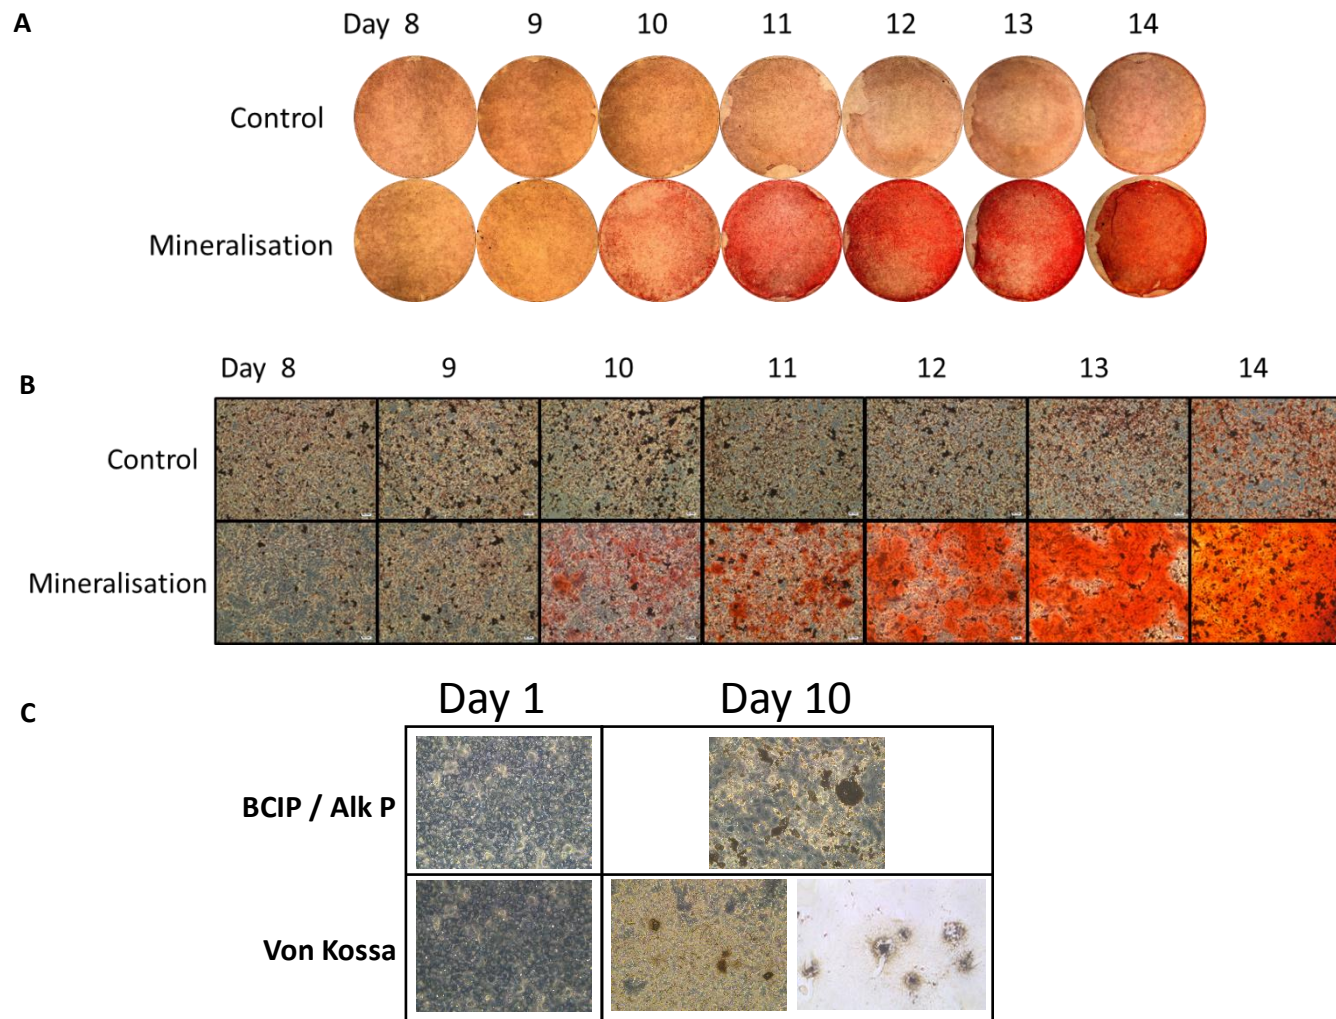 A
Day 8 9 10 11 12 13 14
Control
Mineralisation
B
Day 8 9 10 11 12 13 14
Control
Mineralisation
C
Day 1 Day 10
BCIP / Alk P
Von Kossa